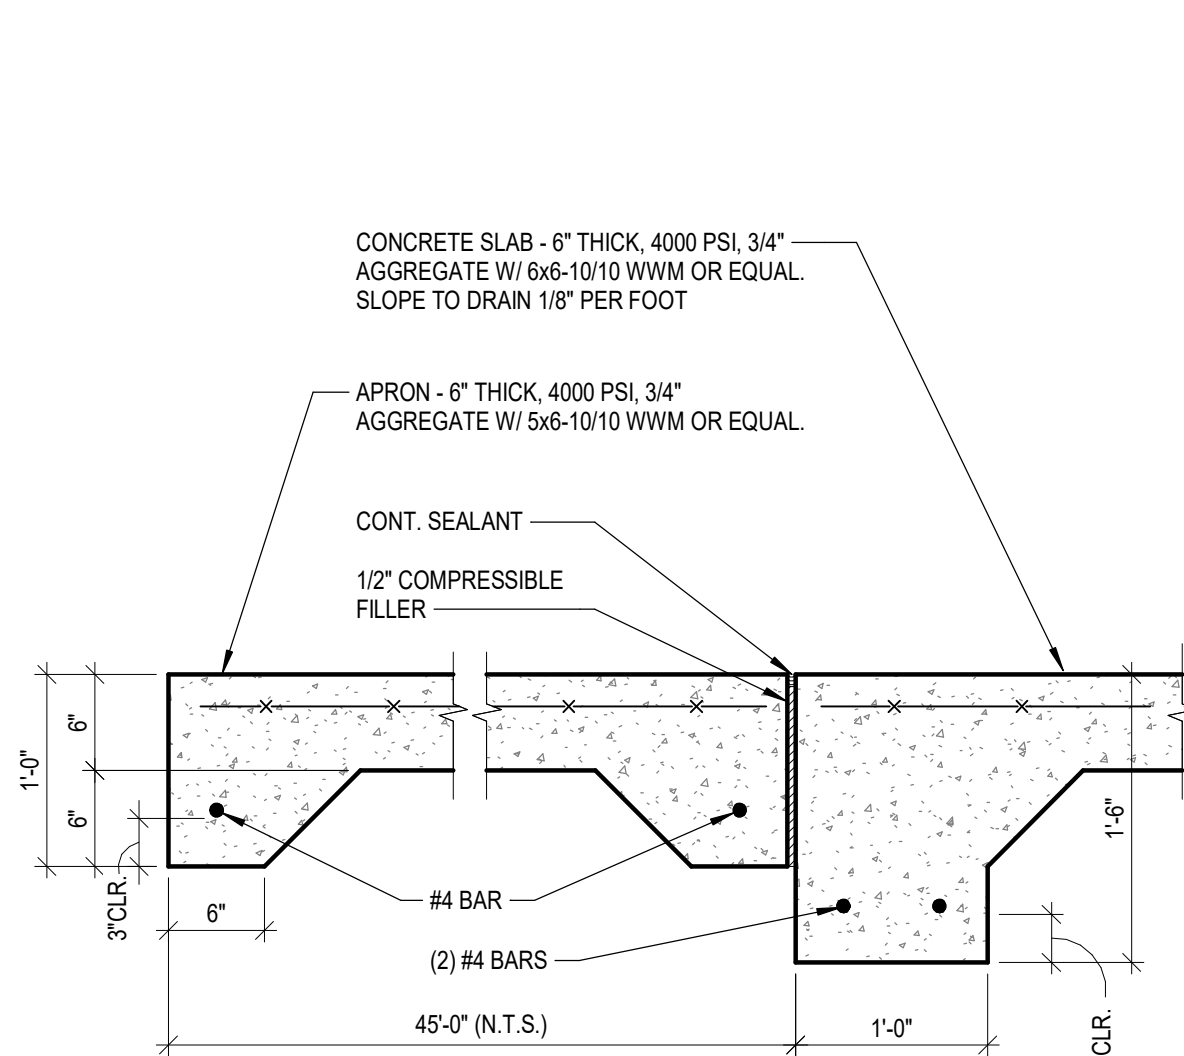 CONCRETE SLAB - 6" THICK, 4000 PSI, 3/4"
AGGREGATE W/ 6x6-10/10 WWM OR EQUAL.
SLOPE TO DRAIN 1/8" PER FOOT
APRON - 6" THICK, 4000 PSI, 3/4"
AGGREGATE W/ 5x6-10/10 WWM OR EQUAL.
CONT. SEALANT
1/2" COMPRESSIBLE
FILLER
1'-0"
6"
6"
3"CLR.
6"
#4 BAR
(2) #4 BARS
1'-6"
45'-0" (N.T.S.)
1'-0"
CLR.